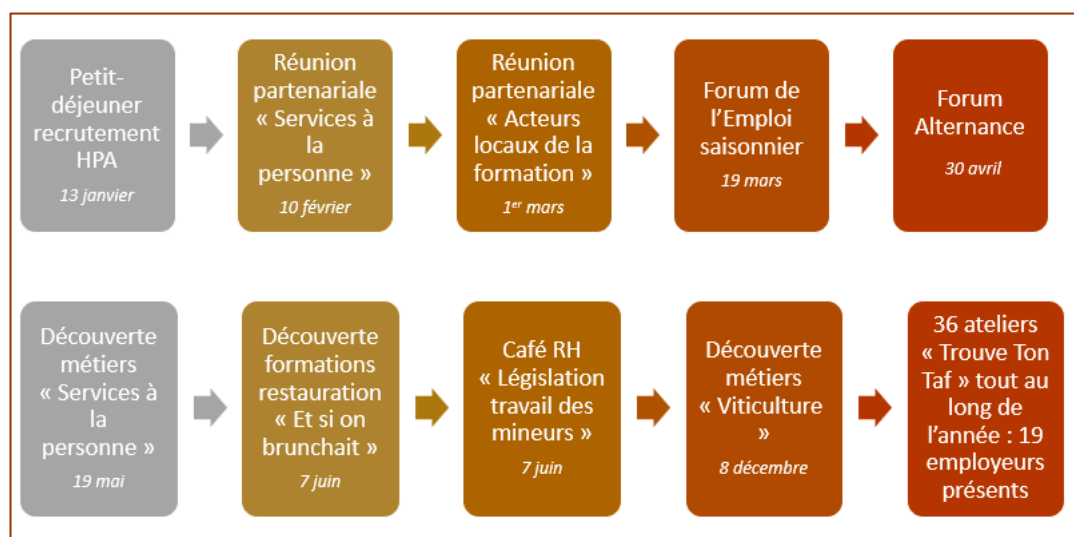 Petit-
déjeuner
recrutement
HPA
13 janvier
Réunion
partenariale
« Services à
la
personne »
10 février
Réunion
partenariale
« Acteurs
locaux de la
formation »
1er mars
Forum de
l'Emploi
saisonnier
19 mars
Forum
Alternance
30 avril
Découverte
métiers
« Services à
la
personne »
19 mai
Découverte
formations
restauration
« Et si on
brunchait »
7 juin
Café RH
« Législation
travail des
mineurs »
7 juin
Découverte
métiers
« Viticulture
»
8 décembre
36 ateliers
« Trouve Ton
Taf » tout au
long de
l'année : 19
employeurs
présents